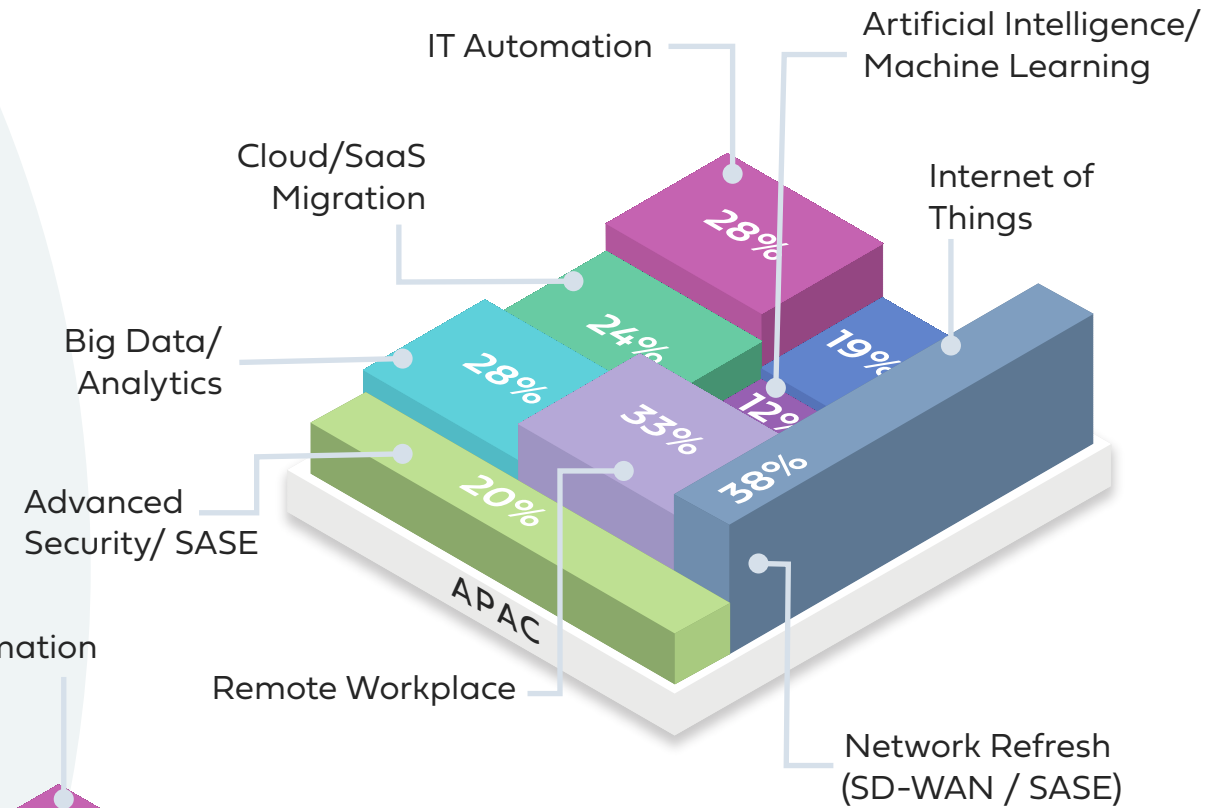 IT Automation
Artificial Intelligence/
Machine Learning
Cloud/SaaS
Migration
Internet of
Things
28%
Big Data/
Analytics
24%
19%
28%
12%
33%
38%
Advanced
Security/ SASE
20%
APAC
Remote Workplace
Network Refresh
(SD-WAN / SASE)